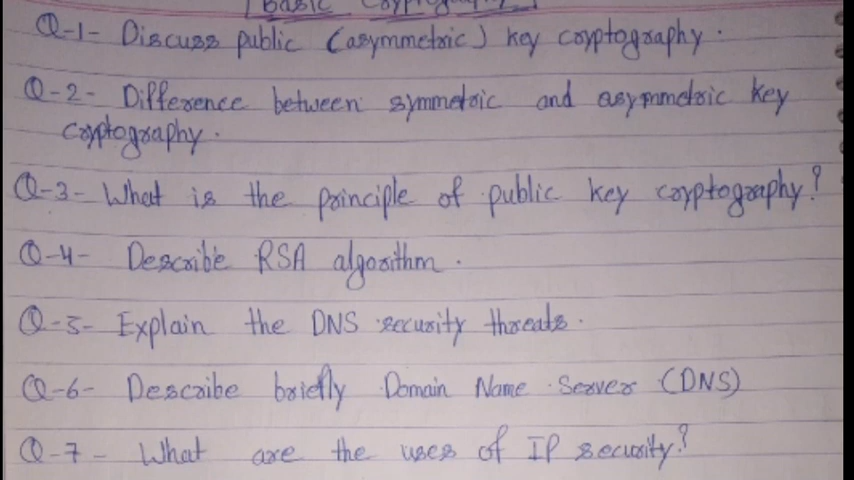 Basic Cryptography
Q-1- Discuss public (asymmetric) key cryptography.
Q-2- Difference between symmetric and asymmetric key
cryptography.
Q-3- What is the principle of public key cryptography?
Q-4- Describe RSA algorithm.
Q-5- Explain the DNS security threats.
Q-6- Describe briefly Domain Name Server (DNS)
Q-7- What are the uses of IP security?